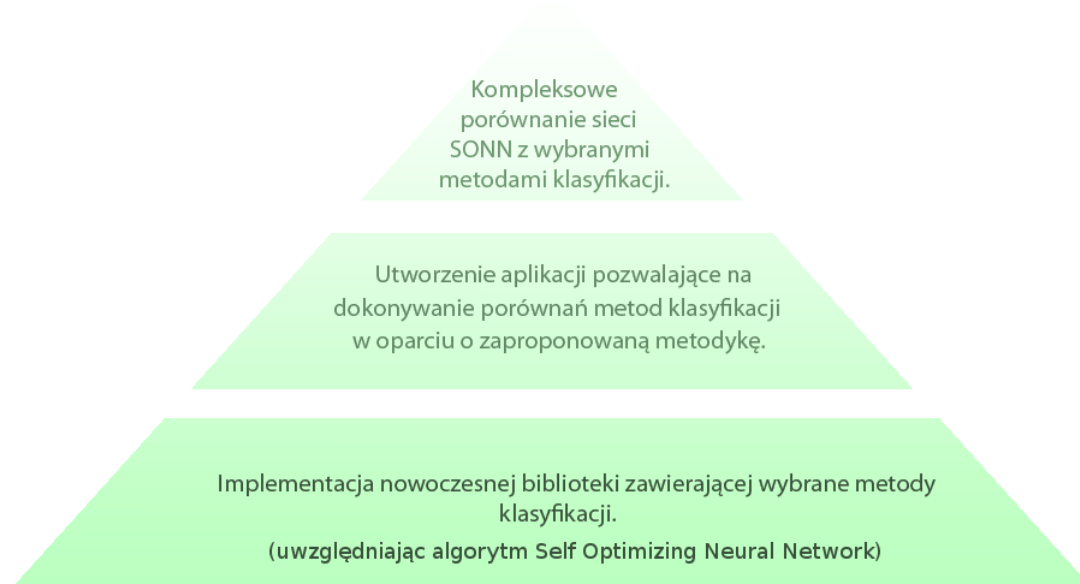 Kompleksowe
porównanie sieci
SONN z wybranymi
metodami klasyfikacji.
Utworzenie aplikacji pozwalające na
dokonywanie porównań metod klasyfikacji
w oparciu o zaproponowaną metodykę.
Implementacja nowoczesnej biblioteki zawierającej wybrane metody
klasyfikacji.
(uwzględniając algorytm Self Optimizing Neural Network)